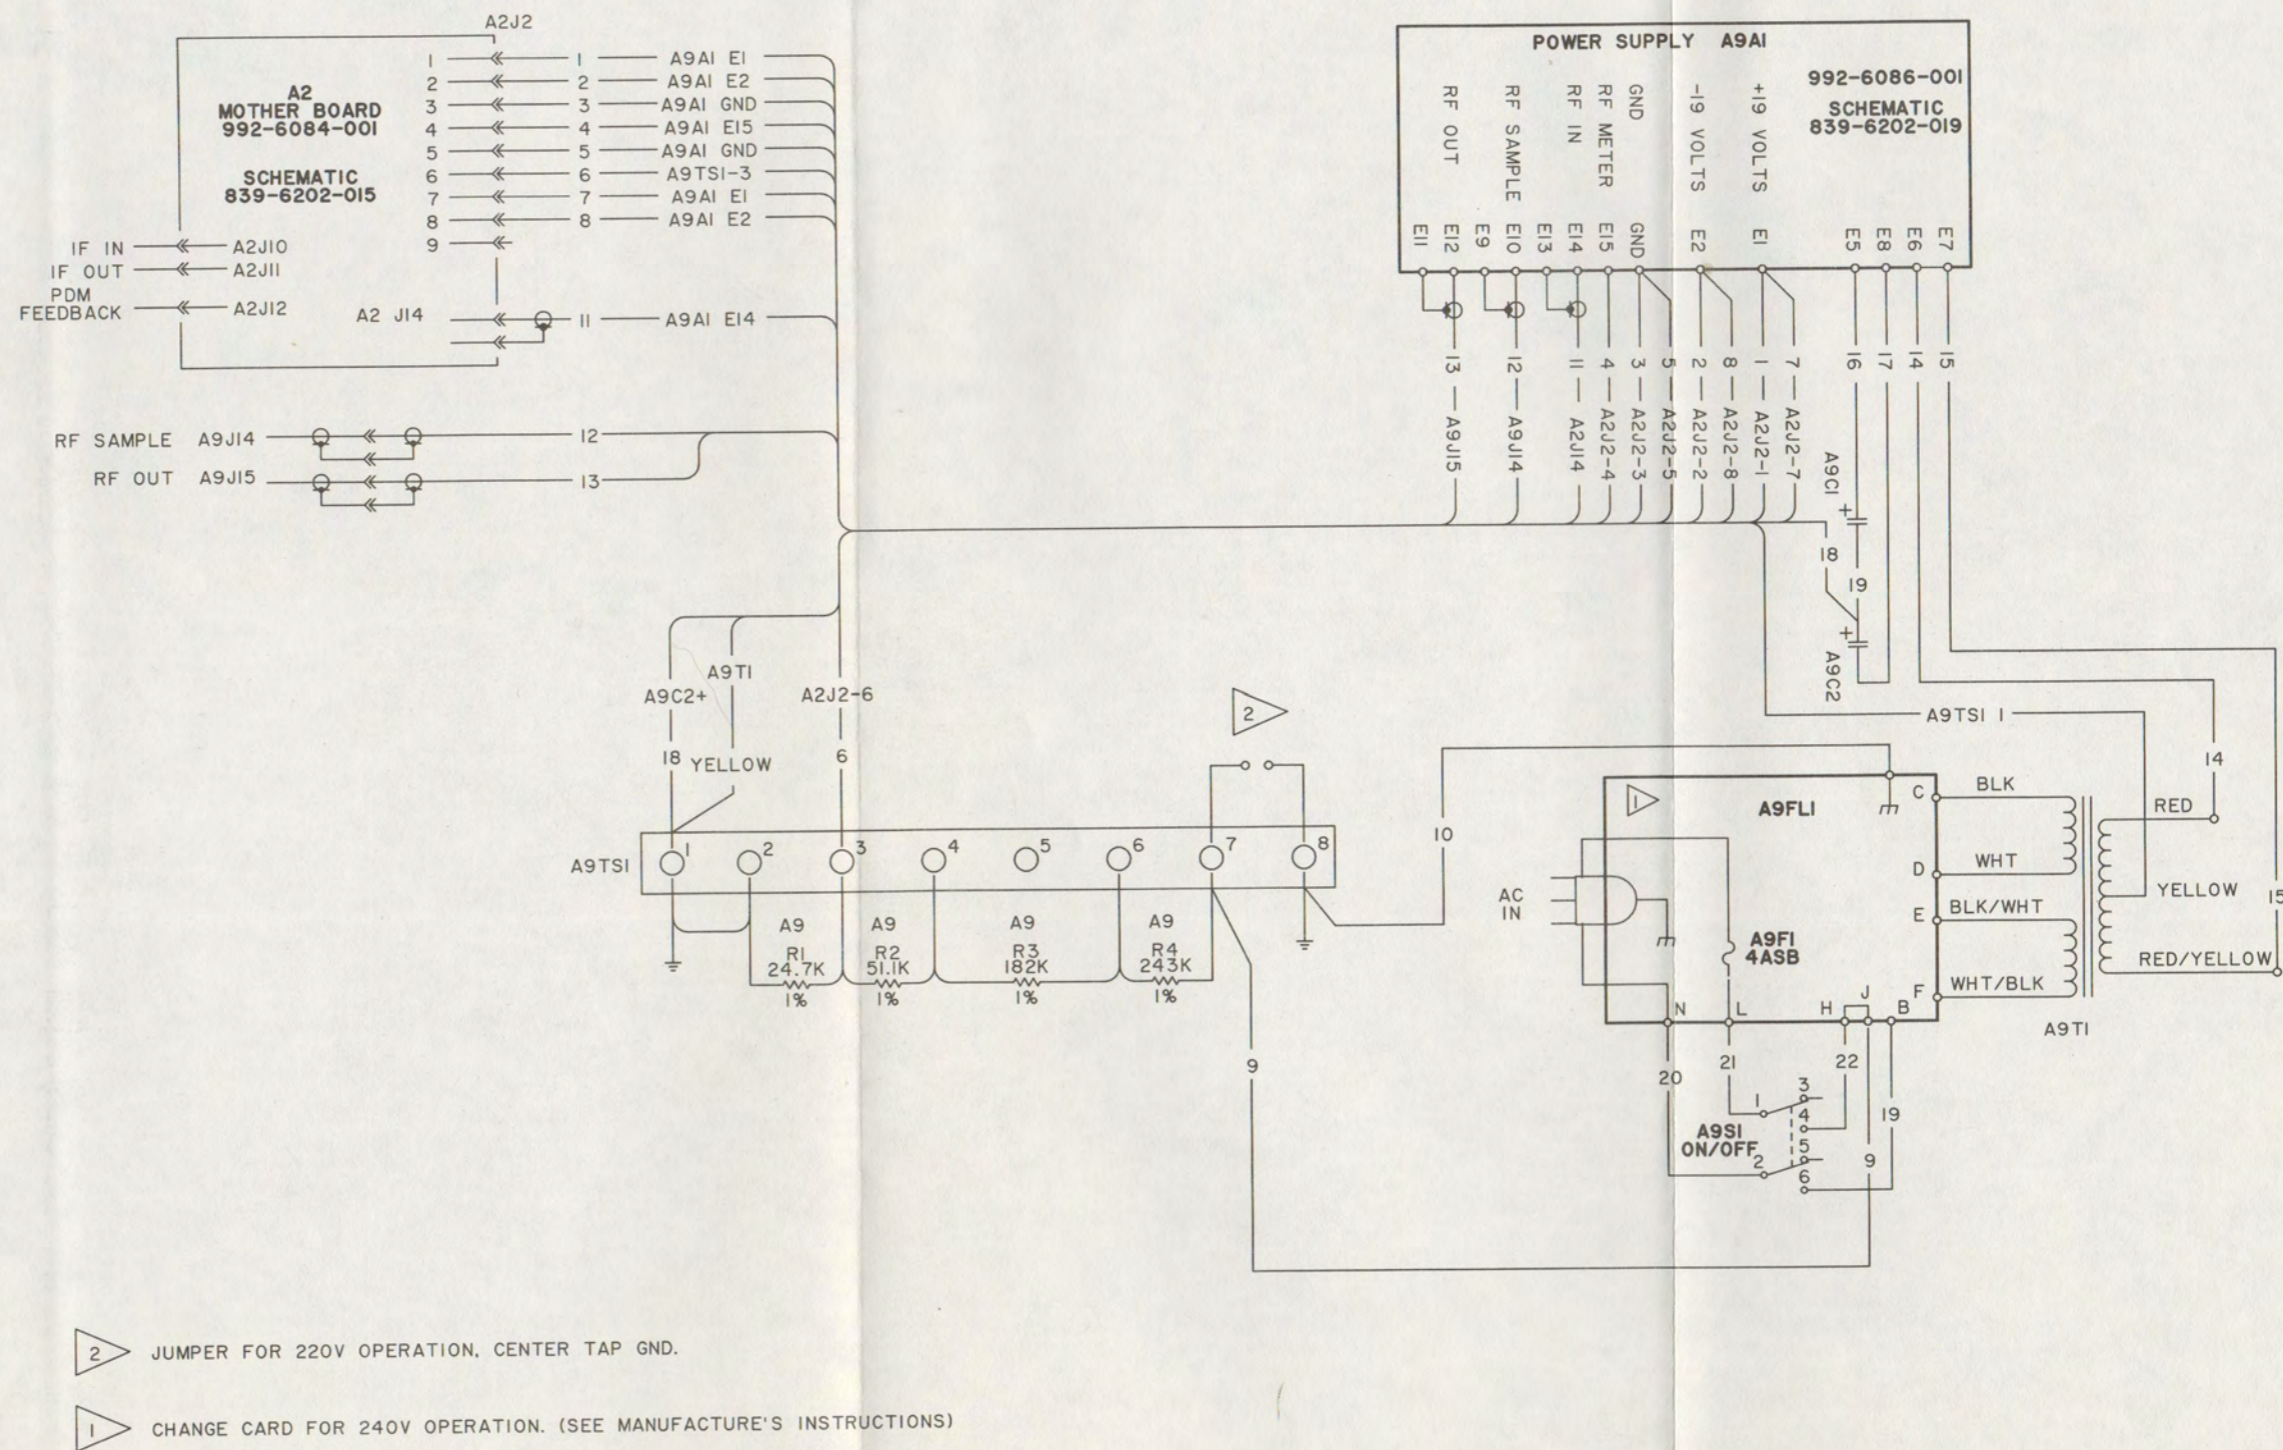 A2J2
A2
MOTHER BOARD
992-6084-001
SCHEMATIC
839-6202-015
1 1 A9A1 E1
2 2 A9A1 E2
3 3 A9A1 GND
4 4 A9A1 E15
5 5 A9A1 GND
6 6 A9TS1-3
7 7 A9A1 E1
8 8 A9A1 E2
9
IF IN A2J10
IF OUT A2J11
PDM
FEEDBACK A2J12
A2 J14 11 A9A1 E14
RF SAMPLE A9J14 12
RF OUT A9J15 13
POWER SUPPLY A9A1
992-6086-001
SCHEMATIC
839-6202-019
RF OUT
RF SAMPLE
RF IN
RF METER
GND
-19 VOLTS
+19 VOLTS
E11 E12 E9 E10 E13 E14 E15 GND E2 E1 E5 E8 E6 E7
13 12 11 4 3 5 2 8 1 7 16 17 14 15
A9J15
A9J14
A2J14
A2J2-4
A2J2-3
A2J2-5
A2J2-2
A2J2-8
A2J2-1
A2J2-7
A9C1
+
18
19
+
A9C2
A9TS1 1
A9T1
A9C2+
A2J2-6
18 YELLOW 6
2
A9TS1
1 2 3 4 5 6 7 8
A9
R1
24.7K
1%
A9
R2
51.1K
1%
A9
R3
182K
1%
A9
R4
243K
1%
9
10
1
A9FL1
AC
IN
A9F1
4ASB
C BLK
D WHT
E BLK/WHT
F WHT/BLK
RED
14
YELLOW
15
RED/YELLOW
A9T1
N L H J B
20 21 22 19 9
A9S1
ON/OFF
1 3
4
2 5
6
2 JUMPER FOR 220V OPERATION, CENTER TAP GND.
1 CHANGE CARD FOR 240V OPERATION. (SEE MANUFACTURE'S INSTRUCTIONS)